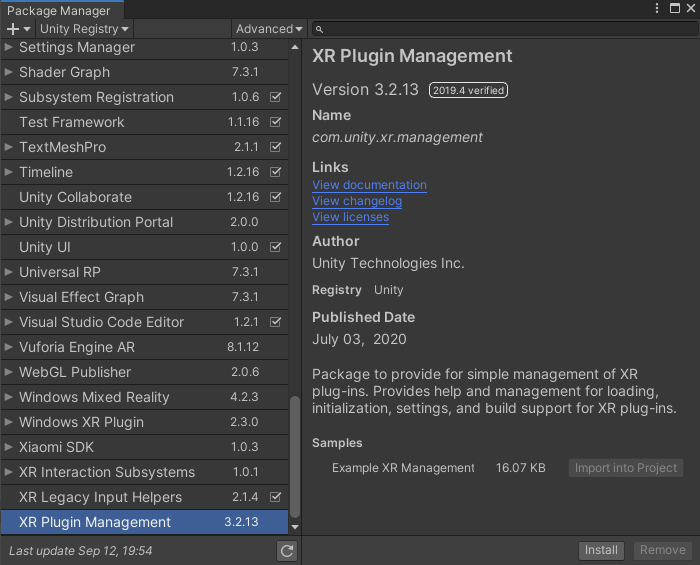 Package Manager
Unity Registry
Advanced
Settings Manager 1.0.3
Shader Graph 7.3.1
Subsystem Registration 1.0.6
Test Framework 1.1.16
TextMeshPro 2.1.1
Timeline 1.2.16
Unity Collaborate 1.2.16
Unity Distribution Portal 2.0.0
Unity UI 1.0.0
Universal RP 7.3.1
Visual Effect Graph 7.3.1
Visual Studio Code Editor 1.2.1
Vuforia Engine AR 8.1.12
WebGL Publisher 2.0.6
Windows Mixed Reality 4.2.3
Windows XR Plugin 2.3.0
Xiaomi SDK 1.0.3
XR Interaction Subsystems 1.0.1
XR Legacy Input Helpers 2.1.4
XR Plugin Management 3.2.13
Last update Sep 12, 19:54
XR Plugin Management
Version 3.2.13 2019.4 verified
Name
com.unity.xr.management
Links
View documentation
View changelog
View licenses
Author
Unity Technologies Inc.
Registry Unity
Published Date
July 03, 2020
Package to provide for simple management of XR
plug-ins. Provides help and management for loading,
initialization, settings, and build support for XR plug-ins.
Samples
Example XR Management 16.07 KB Import into Project
Install Remove